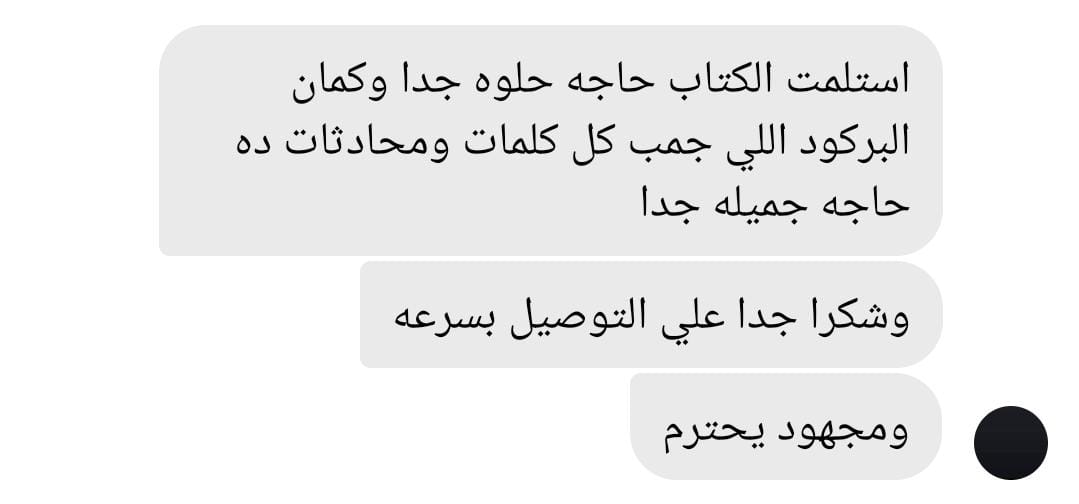 استلمت الكتاب حاجه حلوه جدا وكمان
البركود اللي جمب كل كلمات ومحادثات ده
حاجه جميله جدا
وشكرا جدا علي التوصيل بسرعه
ومجهود يحترم